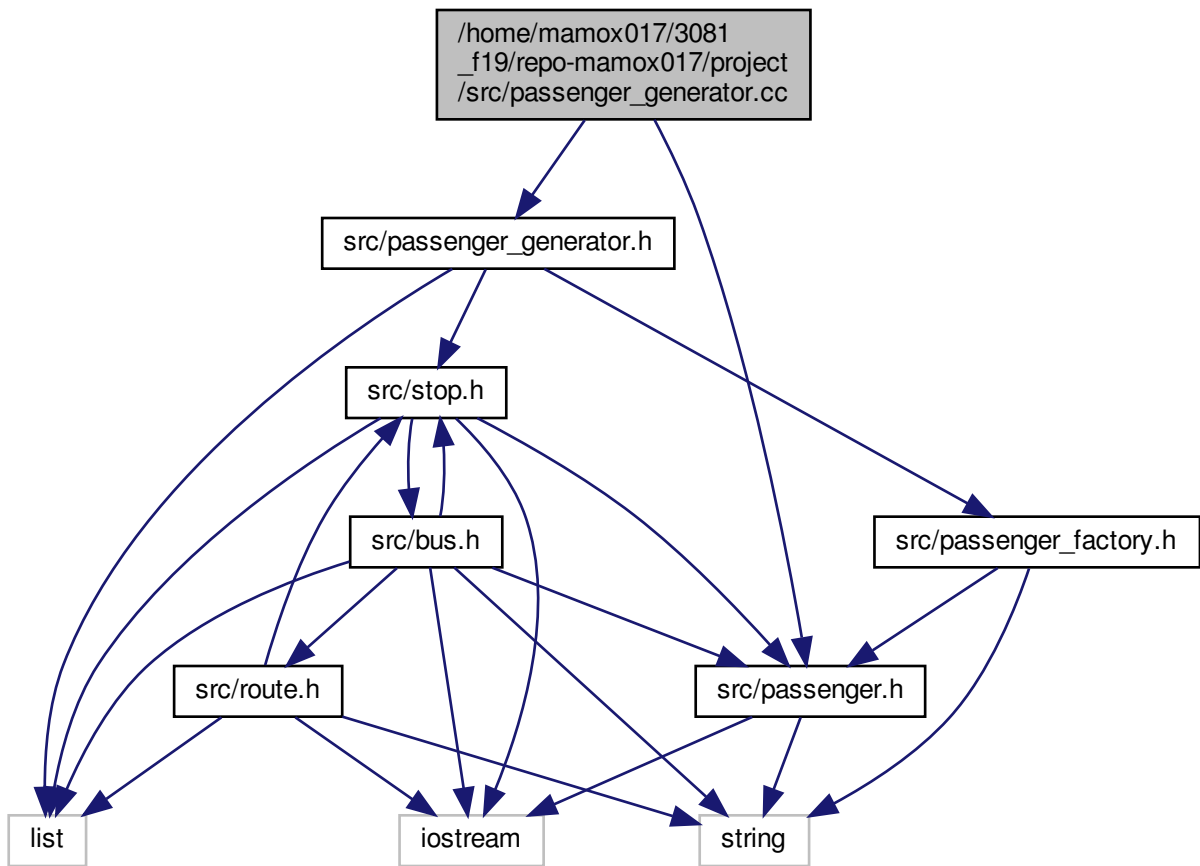 /home/mamox017/3081
_f19/repo-mamox017/project
/src/passenger_generator.cc
src/passenger_generator.h
src/stop.h
src/bus.h
src/passenger_factory.h
src/route.h
src/passenger.h
list
iostream
string